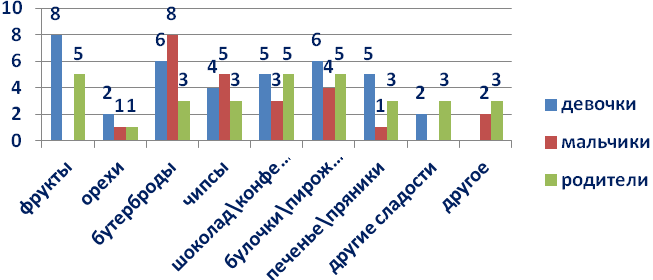 10
8
6
4
2
0
8
5
2
1
1
6
8
3
4
5
3
5
3
5
6
4
5
5
1
3
2
3
2
3
фрукты
орехи
бутерброды
чипсы
шоколад\конфе…
булочки\пирож…
печенье\пряники
другие сладости
другое
девочки
мальчики
родители